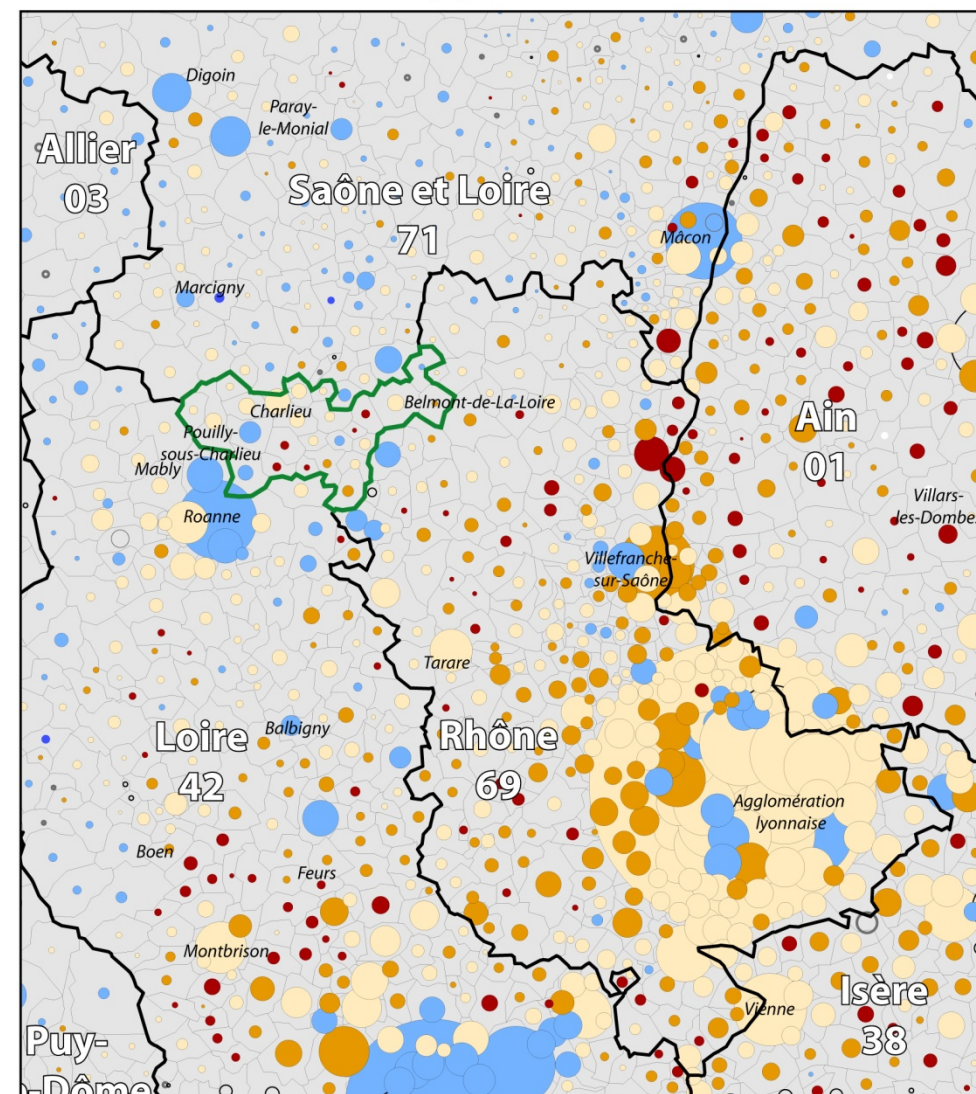 Digoin
Paray-
le-Monial
Allier
03
Saône et Loire
71
Mâcon
Marcigny
Charlieu
Belmont-de-La-Loire
Pouilly-
sous-Charlieu
Mably
Roanne
Ain
01
Villars-
les-Dombe
Villefranche-
sur-Saône
Tarare
Loire
42
Balbigny
Rhône
69
Agglomération
lyonnaise
Boen
Feurs
Montbrison
Vienne
Isère
38
Puy-
e-Dôme